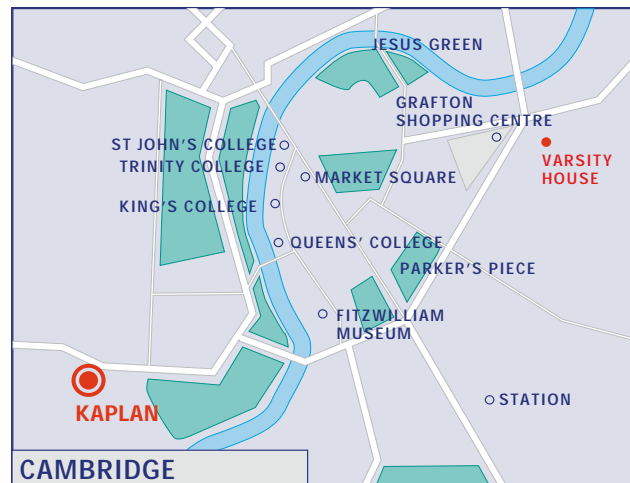 JESUS GREEN
GRAFTON
SHOPPING CENTRE
ST JOHN'S COLLEGE
TRINITY COLLEGE
MARKET SQUARE
VARSITY
HOUSE
KING'S COLLEGE
QUEENS' COLLEGE
PARKER'S PIECE
FITZWILLIAM
MUSEUM
STATION
KAPLAN
CAMBRIDGE